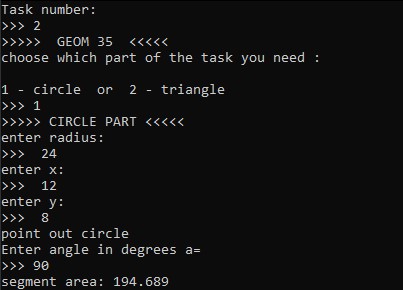 Task number:
>>> 2
>>>>>  GEOM 35  <<<<<
choose which part of the task you need :
1 - circle  or  2 - triangle
>>> 1
>>>>> CIRCLE PART <<<<<
enter radius:
>>>  24
enter x:
>>>  12
enter y:
>>>  8
point out circle
Enter angle in degrees a=
>>> 90
segment area: 194.689